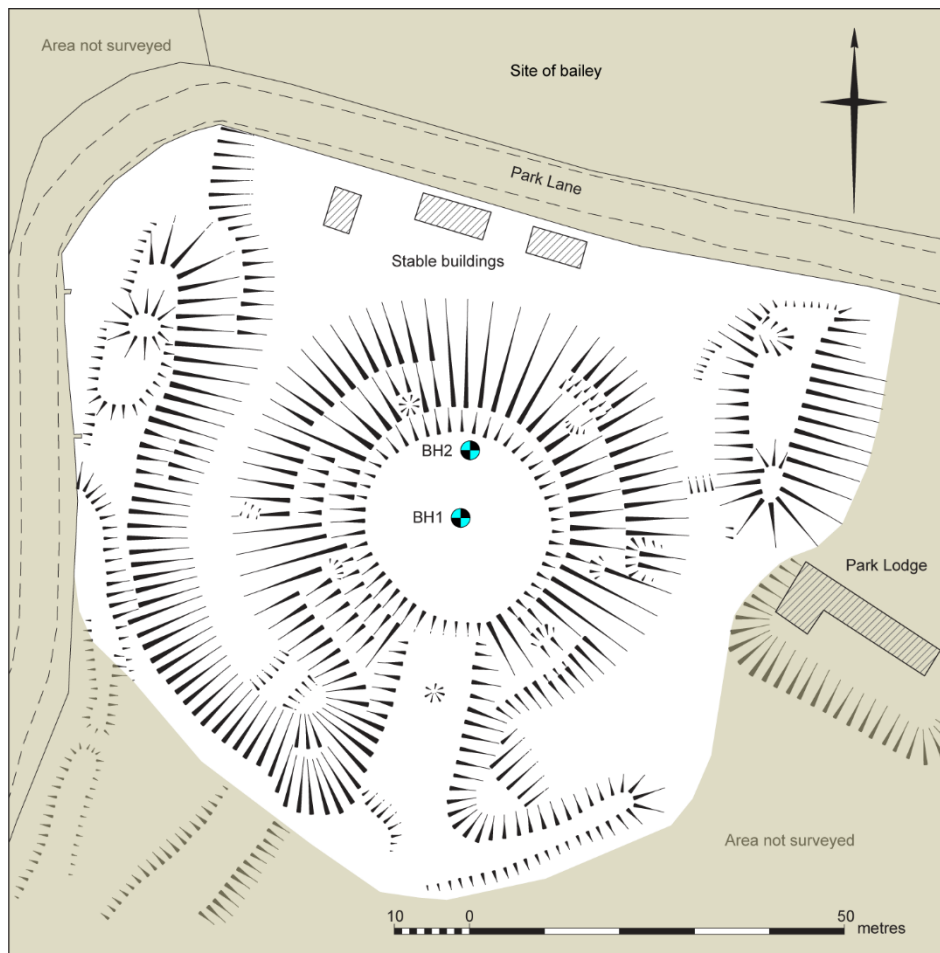 Area not surveyed
Site of bailey
Park Lane
Stable buildings
BH2
BH1
Park Lodge
Area not surveyed
10 0 50
metres